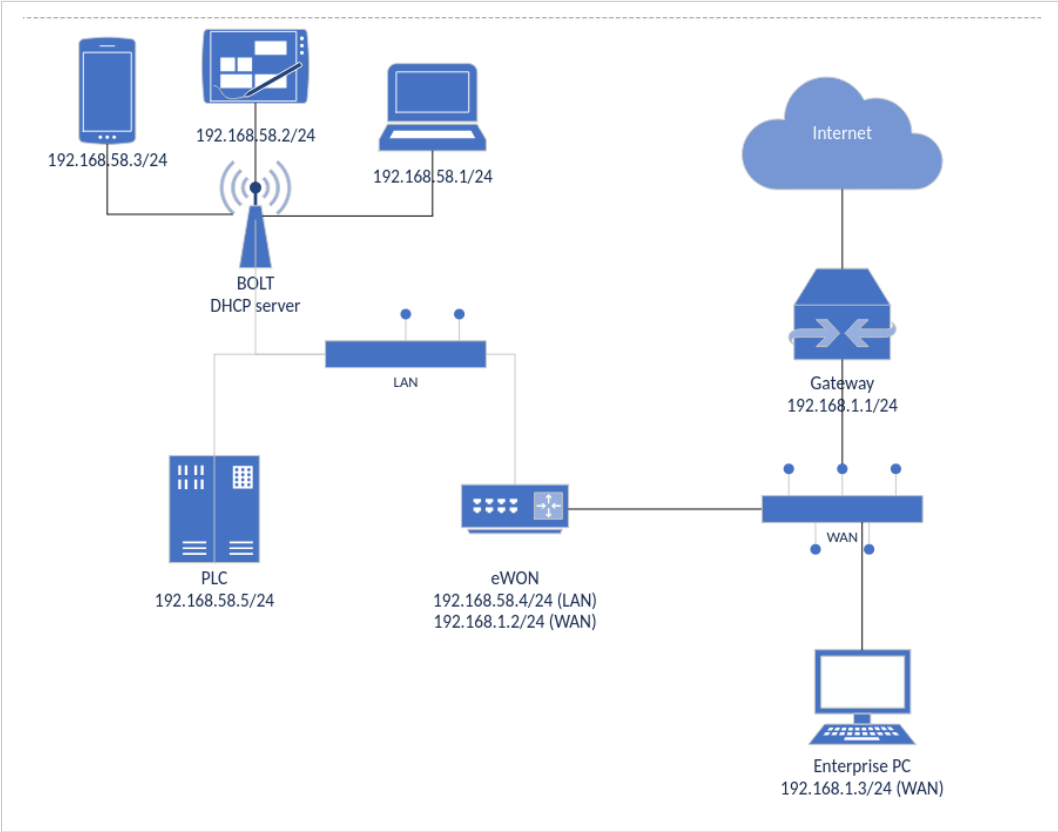 192.168.58.3/24
192.168.58.2/24
192.168.58.1/24
Internet
BOLT
DHCP server
LAN
Gateway
192.168.1.1/24
WAN
PLC
192.168.58.5/24
eWON
192.168.58.4/24 (LAN)
192.168.1.2/24 (WAN)
Enterprise PC
192.168.1.3/24 (WAN)